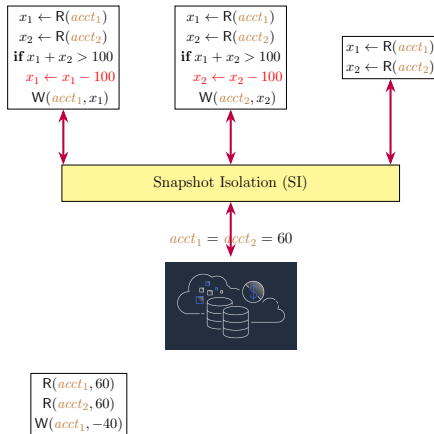 x₁ ← R(acct₁)
x₂ ← R(acct₂)
if x₁ + x₂ > 100
x₁ ← x₁ − 100
W(acct₁, x₁)
x₁ ← R(acct₁)
x₂ ← R(acct₂)
if x₁ + x₂ > 100
x₂ ← x₂ − 100
W(acct₂, x₂)
x₁ ← R(acct₁)
x₂ ← R(acct₂)
Snapshot Isolation (SI)
acct₁ = acct₂ = 60
R(acct₁, 60)
R(acct₂, 60)
W(acct₁, −40)